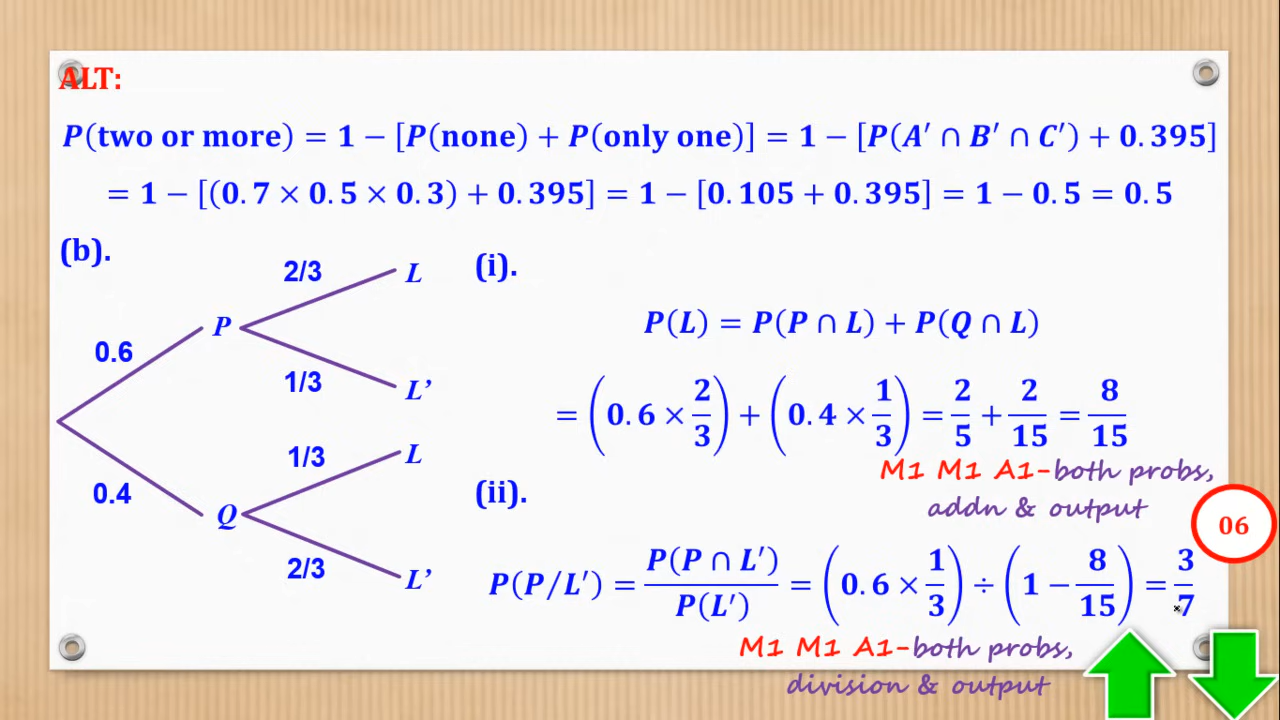 ALT:
P(two or more) = 1 − [P(none) + P(only one)] = 1 − [P(A′ ∩ B′ ∩ C′) + 0.395]
= 1 − [(0.7 × 0.5 × 0.3) + 0.395] = 1 − [0.105 + 0.395] = 1 − 0.5 = 0.5
(b).
0.6
0.4
P
Q
2/3
1/3
1/3
2/3
L
L’
L
L’
(i).
P(L) = P(P ∩ L) + P(Q ∩ L)
= (0.6 × 2/3) + (0.4 × 1/3) = 2/5 + 2/15 = 8/15
M1 M1 A1-both probs,
addn & output
(ii).
06
P(P/L′) = P(P ∩ L′)/P(L′) = (0.6 × 1/3) ÷ (1 − 8/15) = 3/7
M1 M1 A1-both probs,
division & output